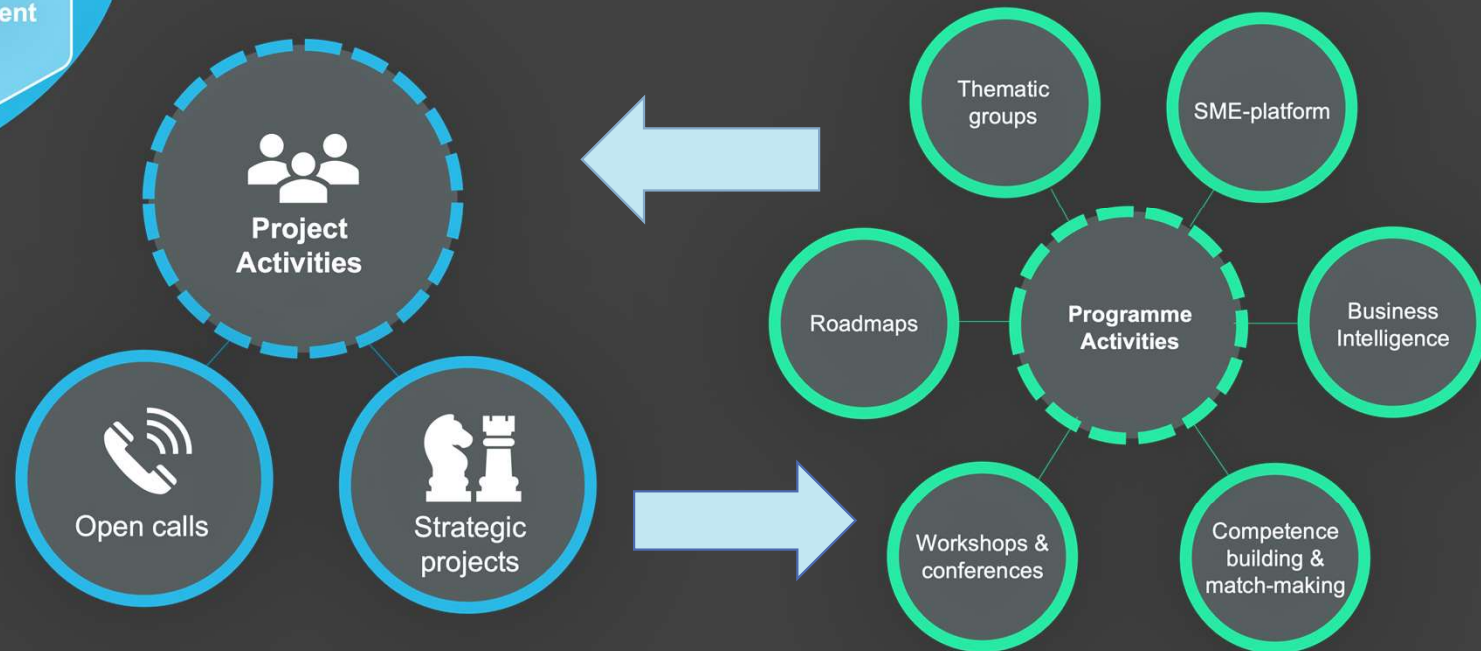 Project
Activities
Open calls
Strategic
projects
Thematic
groups
SME-platform
Roadmaps
Programme
Activities
Business
Intelligence
Workshops &
conferences
Competence
building &
match-making